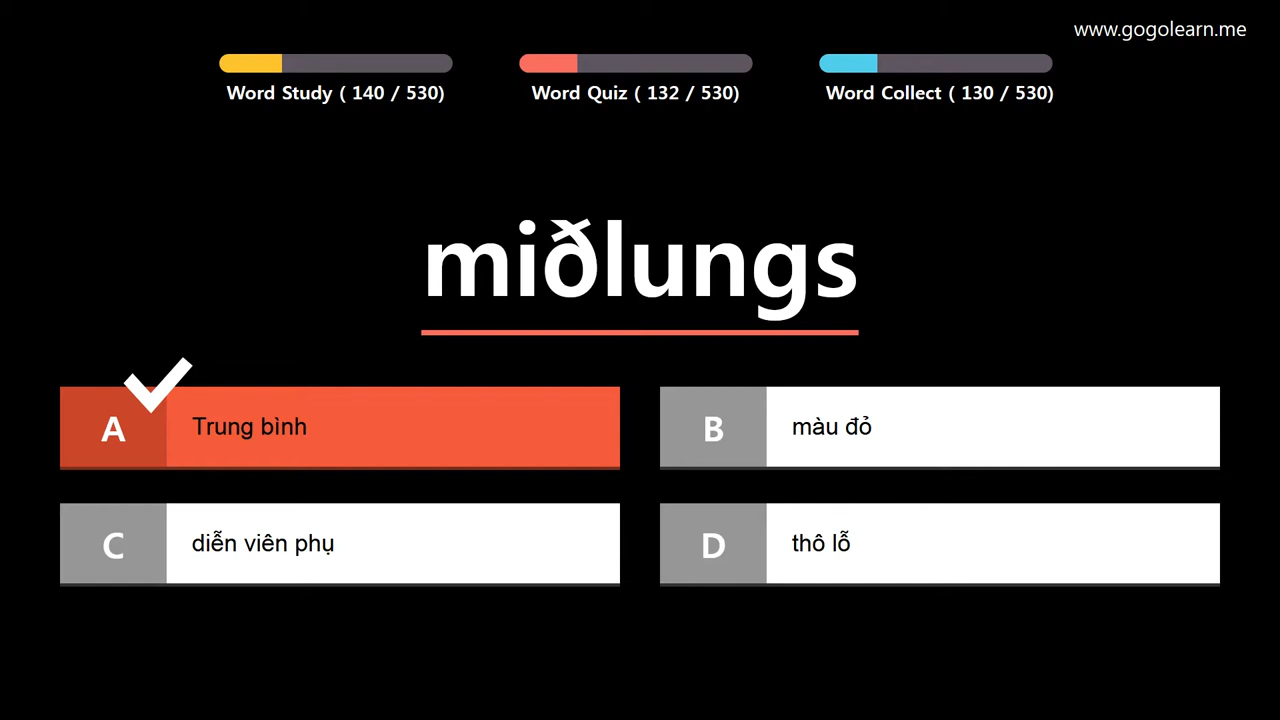 www.gogolearn.me
Word Study ( 140 / 530)
Word Quiz ( 132 / 530)
Word Collect ( 130 / 530)
miðlungs
A
Trung bình
B
màu đỏ
C
diễn viên phụ
D
thô lỗ